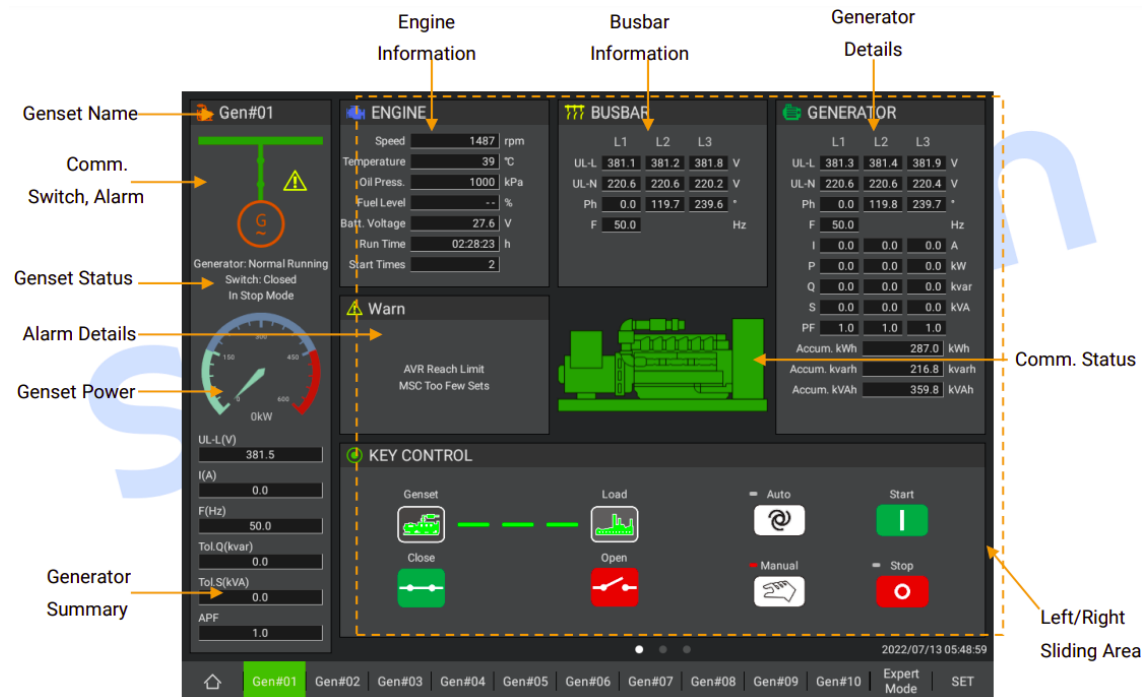 Engine
Information
Busbar
Information
Generator
Details
Genset Name
Comm.
Switch, Alarm
Genset Status
Alarm Details
Genset Power
Generator
Summary
Comm. Status
Left/Right
Sliding Area
Gen#01
G
~
Generator: Normal Running
Switch: Closed
In Stop Mode
0
150
300
450
600
0kW
UL-L(V)
381.5
I(A)
0.0
F(Hz)
50.0
Tol.Q(kvar)
0.0
Tol.S(kVA)
0.0
APF
1.0
ENGINE
Speed 1487 rpm
Temperature 39 ℃
Oil Press. 1000 kPa
Fuel Level -- %
Batt. Voltage 27.6 V
Run Time 02:28:23 h
Start Times 2
BUSBAR
L1 L2 L3
UL-L 381.1 381.2 381.8 V
UL-N 220.6 220.6 220.2 V
Ph 0.0 119.7 239.6 °
F 50.0 Hz
GENERATOR
L1 L2 L3
UL-L 381.3 381.4 381.9 V
UL-N 220.6 220.6 220.4 V
Ph 0.0 119.8 239.7 °
F 50.0 Hz
I 0.0 0.0 0.0 A
P 0.0 0.0 0.0 kW
Q 0.0 0.0 0.0 kvar
S 0.0 0.0 0.0 kVA
PF 1.0 1.0 1.0
Accum. kWh 287.0 kWh
Accum. kvarh 216.8 kvarh
Accum. kVAh 359.8 kVAh
Warn
AVR Reach Limit
MSC Too Few Sets
KEY CONTROL
Genset Load Auto Start
Close Open Manual Stop
2022/07/13 05:48:59
Gen#01 Gen#02 Gen#03 Gen#04 Gen#05 Gen#06 Gen#07 Gen#08 Gen#09 Gen#10 Expert Mode SET